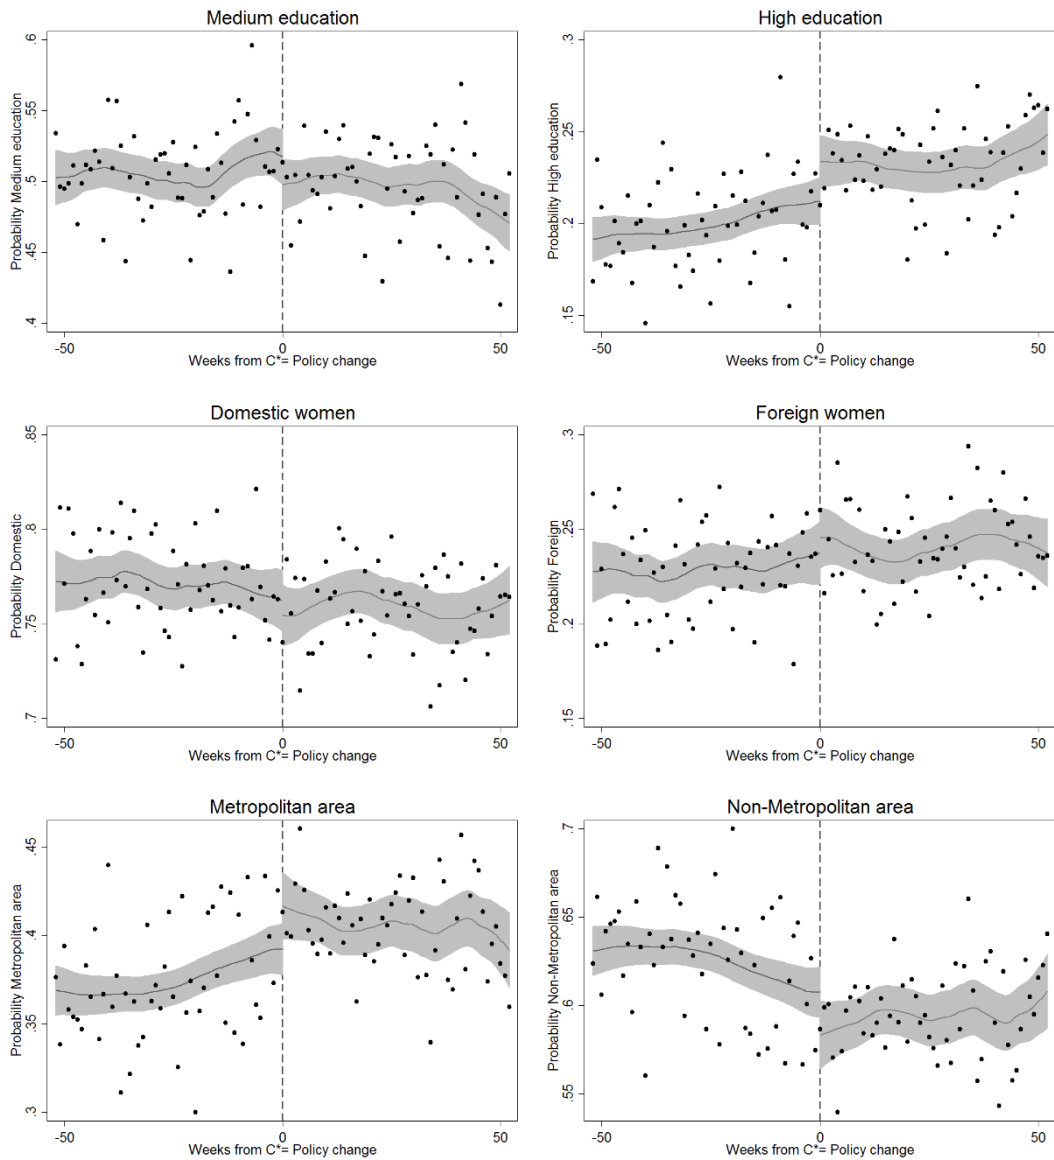 Medium education
Probability Medium education
.6
.55
.5
.45
.4
-50 0 50
Weeks from C*= Policy change
High education
Probability High education
.3
.25
.2
.15
-50 0 50
Weeks from C*= Policy change
Domestic women
Probability Domestic
.85
.8
.75
.7
-50 0 50
Weeks from C*= Policy change
Foreign women
Probability Foreign
.3
.25
.2
.15
-50 0 50
Weeks from C*= Policy change
Metropolitan area
Probability Metropolitan area
.45
.4
.35
.3
-50 0 50
Weeks from C*= Policy change
Non-Metropolitan area
Probability Non-Metropolitan area
.7
.65
.6
.55
-50 0 50
Weeks from C*= Policy change